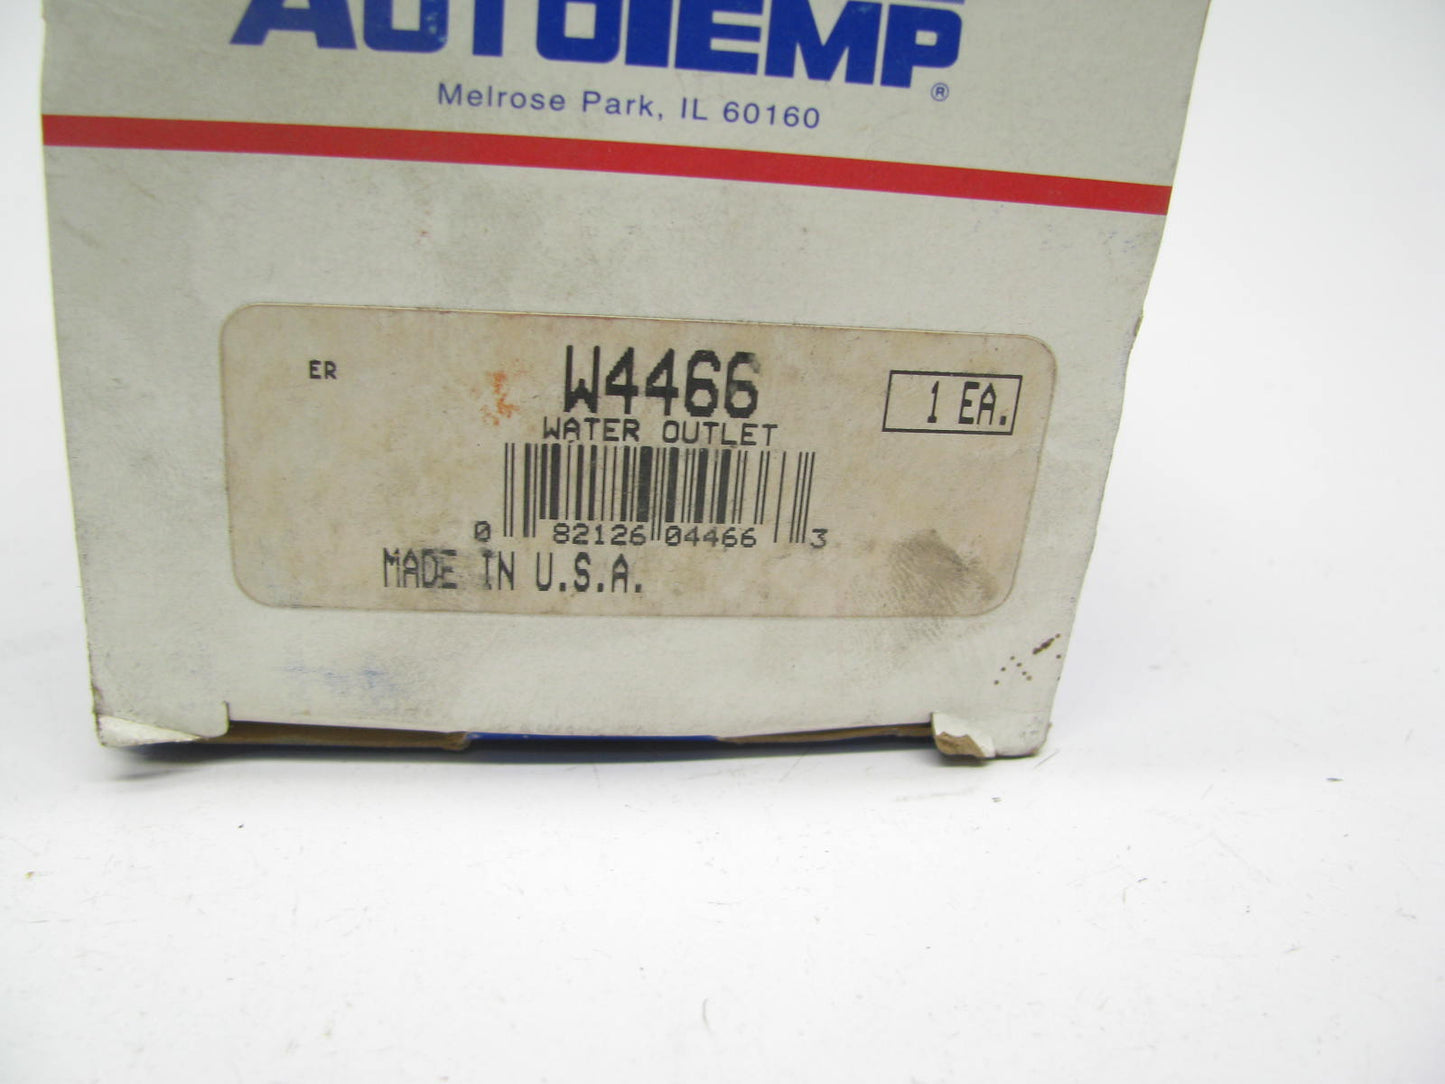 AUTOTEMP®
Melrose Park, IL 60160
ER
W4466
1 EA.
WATER OUTLET
0 82126 04466 3
MADE IN U.S.A.